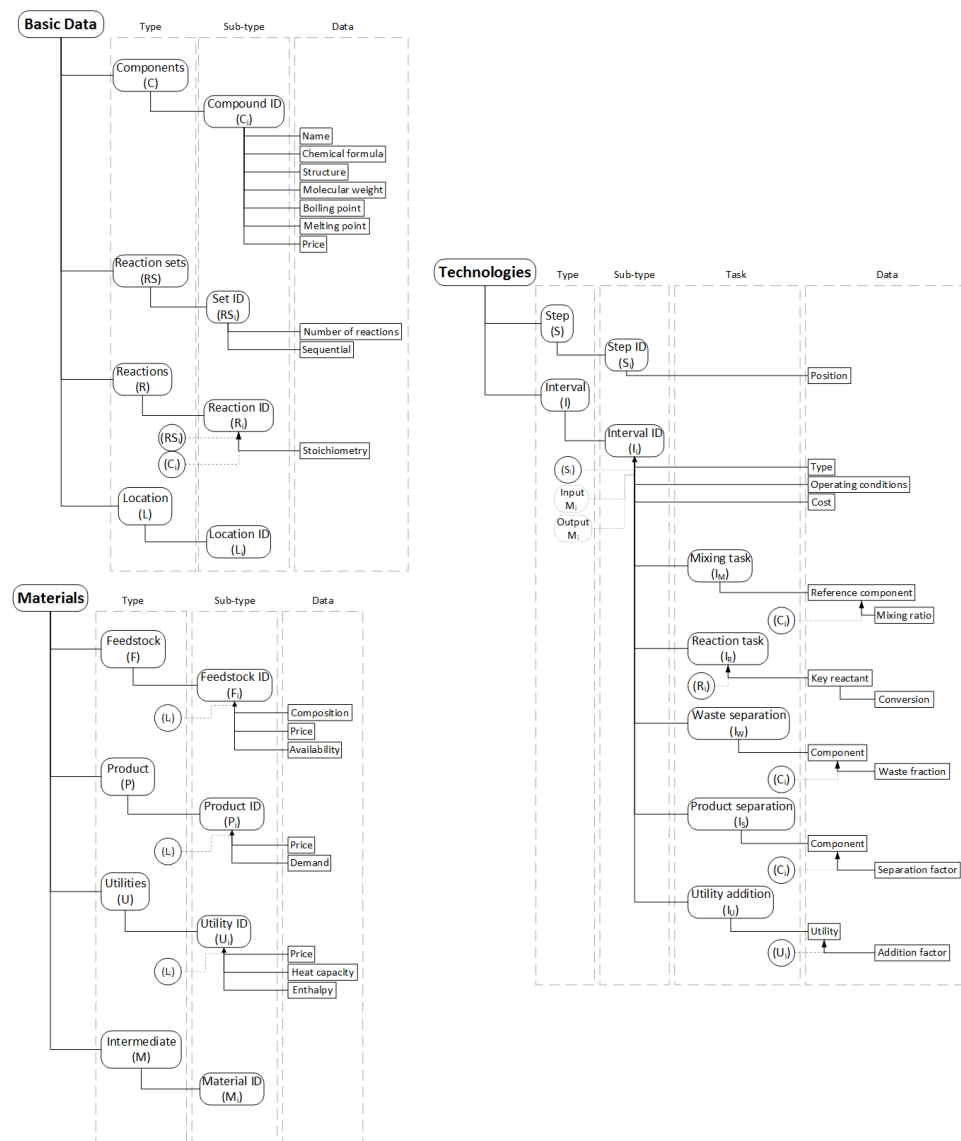 Basic Data
Type
Sub-type
Data
Components
(C)
Compound ID
(Ci)
Name
Chemical formula
Structure
Molecular weight
Boiling point
Melting point
Price
Reaction sets
(RS)
Set ID
(RSi)
Number of reactions
Sequential
Reactions
(R)
Reaction ID
(Ri)
(RSi)
(Ci)
Stoichiometry
Location
(L)
Location ID
(Li)
Materials
Type
Sub-type
Data
Feedstock
(F)
Feedstock ID
(Fi)
(Li)
Composition
Price
Availability
Product
(P)
Product ID
(Pi)
(Li)
Price
Demand
Utilities
(U)
Utility ID
(Ui)
(Li)
Price
Heat capacity
Enthalpy
Intermediate
(M)
Material ID
(Mi)
Technologies
Type
Sub-type
Task
Data
Step
(S)
Step ID
(Si)
Position
Interval
(I)
Interval ID
(Ii)
(Si)
Input
Mi
Output
Mi
Type
Operating conditions
Cost
Mixing task
(IM)
Reference component
(Ci)
Mixing ratio
Reaction task
(IR)
(Ri)
Key reactant
Conversion
Waste separation
(IW)
Component
(Ci)
Waste fraction
Product separation
(IS)
Component
(Ci)
Separation factor
Utility addition
(IU)
Utility
(Ui)
Addition factor